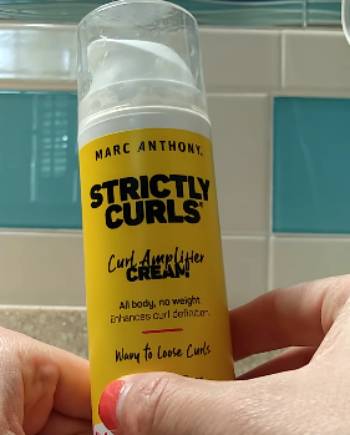 MARC ANTHONY.
STRICTLY
CURLS®
Curl Amplifier
CREAM
All body, no weight
Enhances curl definition.
Wavy to Loose Curls